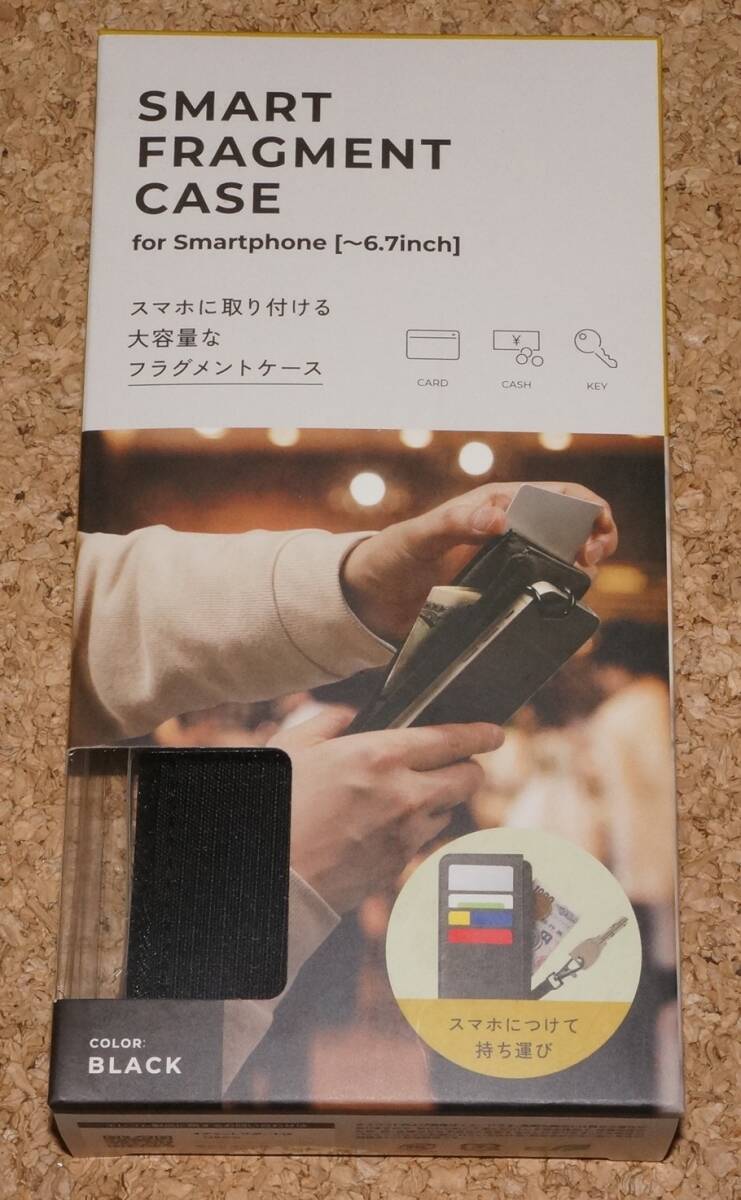 SMART
FRAGMENT
CASE
for Smartphone [～6.7inch]
スマホに取り付ける
大容量な
フラグメントケース
¥
CARD
CASH
KEY
スマホにつけて
持ち運び
COLOR:
BLACK